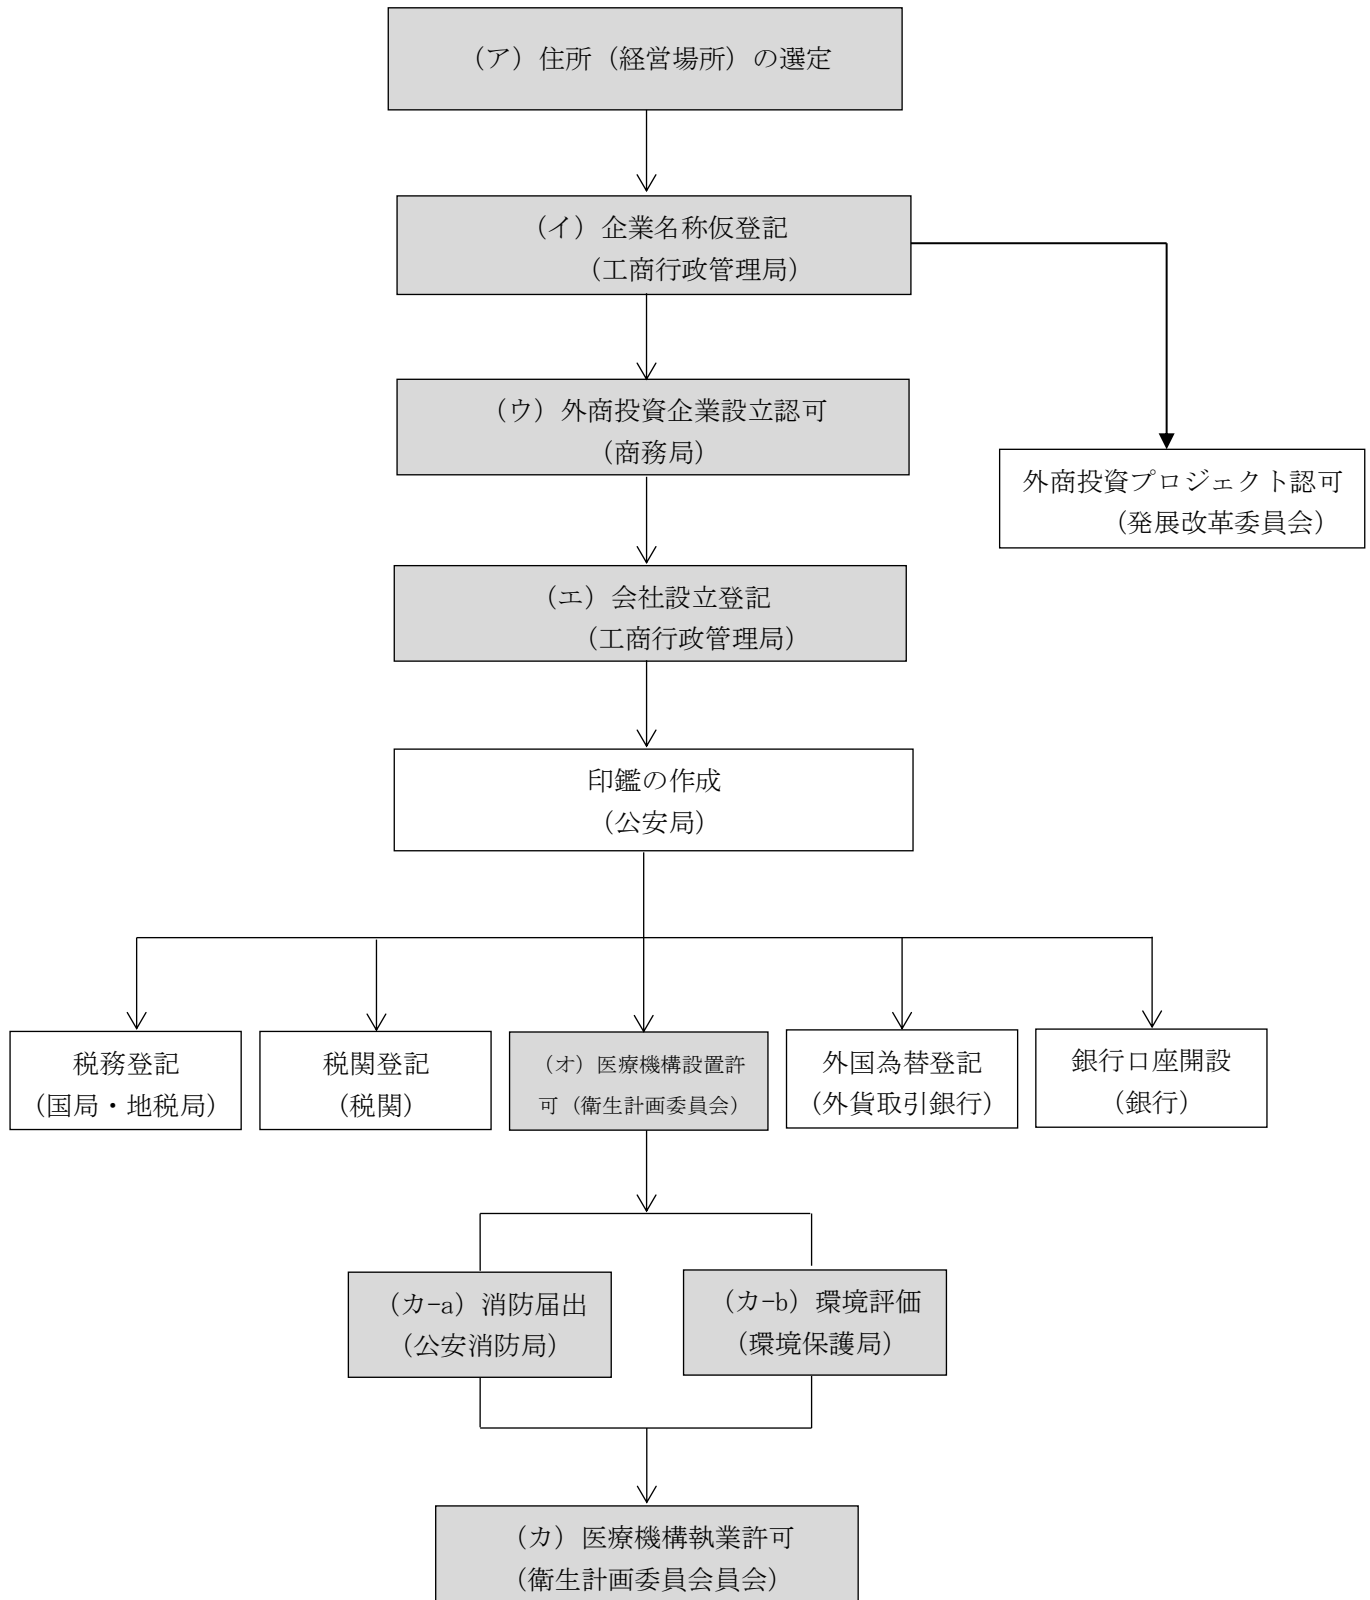 (ア) 住所（経営場所）の選定
(イ) 企業名称仮登記
（工商行政管理局）
(ウ) 外商投資企業設立認可
（商務局）
外商投資プロジェクト認可
（発展改革委員会）
(エ) 会社設立登記
（工商行政管理局）
印鑑の作成
（公安局）
税務登記
（国局・地税局）
税関登記
（税関）
(オ) 医療機構設置許
可（衛生計画委員会）
外国為替登記
（外貨取引銀行）
銀行口座開設
（銀行）
(カ-a) 消防届出
（公安消防局）
(カ-b) 環境評価
（環境保護局）
(カ) 医療機構執業許可
（衛生計画委員会員会）